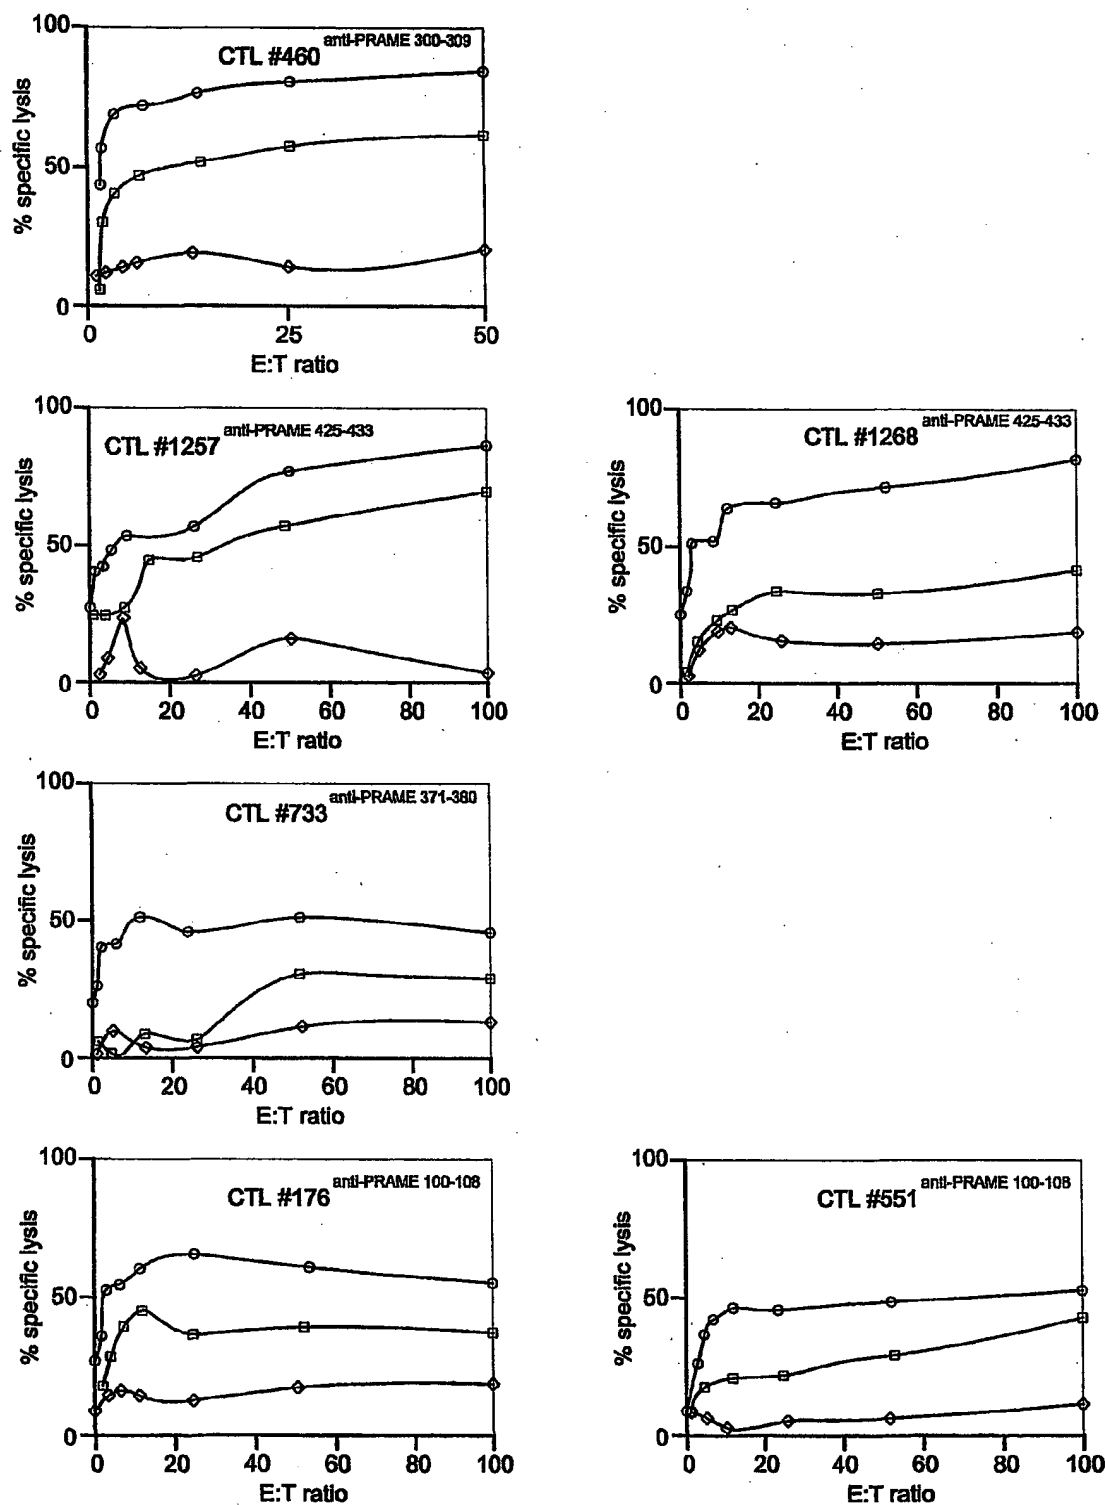 100
CTL #460 anti-PRAME 300-309
% specific lysis
50
0
0 25 50
E:T ratio
100
CTL #1257 anti-PRAME 425-433
% specific lysis
50
0
0 20 40 60 80 100
E:T ratio
100
CTL #1268 anti-PRAME 425-433
% specific lysis
50
0
0 20 40 60 80 100
E:T ratio
100
CTL #733 anti-PRAME 371-380
% specific lysis
50
0
0 20 40 60 80 100
E:T ratio
100
CTL #176 anti-PRAME 100-108
% specific lysis
50
0
0 20 40 60 80 100
E:T ratio
100
CTL #551 anti-PRAME 100-108
% specific lysis
50
0
0 20 40 60 80 100
E:T ratio